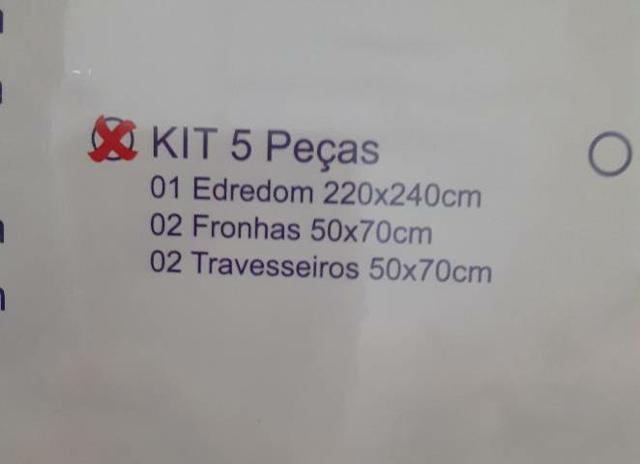 KIT 5 Peças
01 Edredom 220x240cm
02 Fronhas 50x70cm
02 Travesseiros 50x70cm